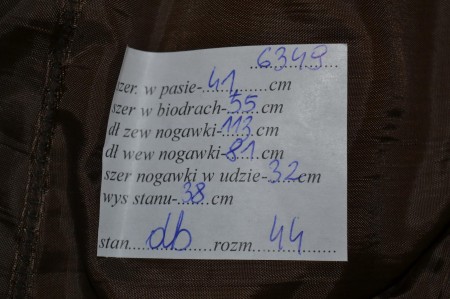 6349
szer. w pasie-41cm
szer w biodrach-55cm
dł zew nogawki-113cm
dł wew nogawki-81cm
szer nogawki w udzie-32cm
wys stanu-38cm
stan db rozm. 44